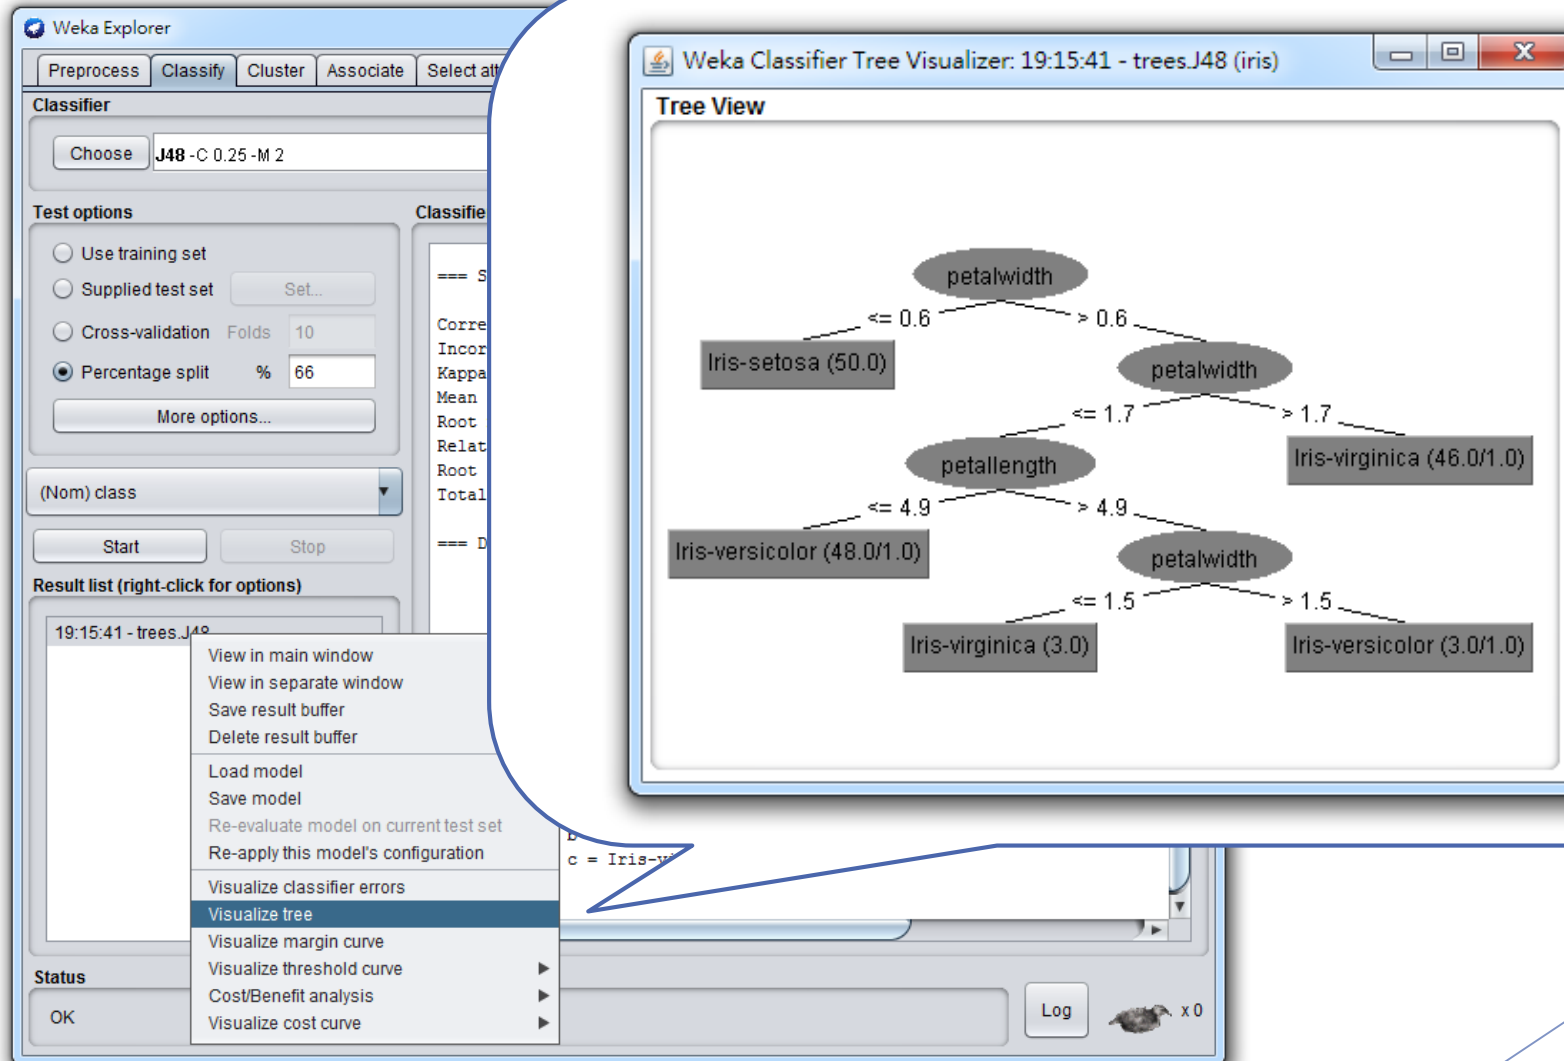 Weka Explorer
Preprocess Classify Cluster Associate Select att
Classifier
Choose J48 -C 0.25 -M 2
Test options
Use training set
Supplied test set Set...
Cross-validation Folds 10
Percentage split % 66
More options...
(Nom) class
Start Stop
Result list (right-click for options)
19:15:41 - trees.J48
View in main window
View in separate window
Save result buffer
Delete result buffer
Load model
Save model
Re-evaluate model on current test set
Re-apply this model's configuration
Visualize classifier errors
Visualize tree
Visualize margin curve
Visualize threshold curve
Cost/Benefit analysis
Visualize cost curve
Status
OK
Log x 0
Classifie
=== S
Corre
Incor
Kappa
Mean
Root
Relat
Root
Total
=== D
c = Iris-vi
Weka Classifier Tree Visualizer: 19:15:41 - trees.J48 (iris)
Tree View
petalwidth
<= 0.6 > 0.6
Iris-setosa (50.0) petalwidth
<= 1.7 > 1.7
petallength Iris-virginica (46.0/1.0)
<= 4.9 > 4.9
Iris-versicolor (48.0/1.0) petalwidth
<= 1.5 > 1.5
Iris-virginica (3.0) Iris-versicolor (3.0/1.0)